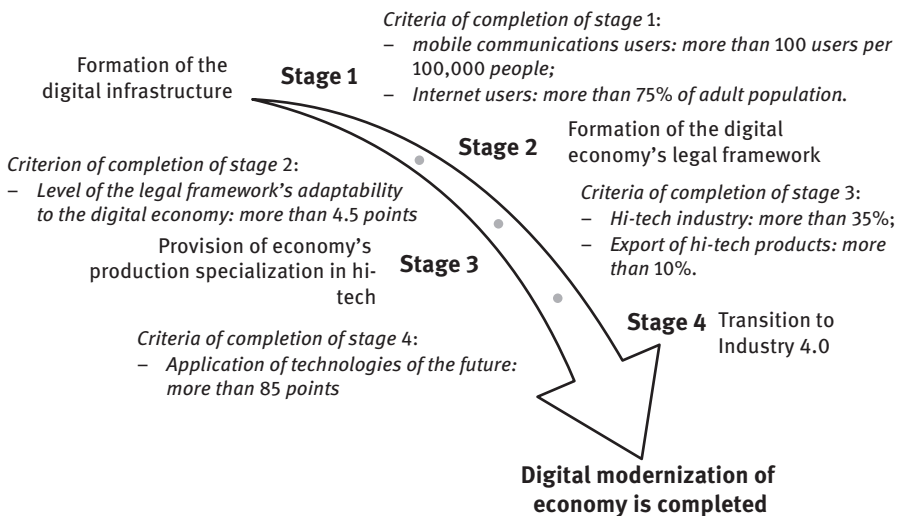 Formation of the
digital infrastructure
Stage 1
Criteria of completion of stage 1:
– mobile communications users: more than 100 users per
100,000 people;
– Internet users: more than 75% of adult population.
Stage 2
Formation of the digital
economy’s legal framework
Criterion of completion of stage 2:
– Level of the legal framework’s adaptability
to the digital economy: more than 4.5 points
Provision of economy’s
production specialization in hi-
tech
Stage 3
Criteria of completion of stage 3:
– Hi-tech industry: more than 35%;
– Export of hi-tech products: more
than 10%.
Stage 4
Transition to
Industry 4.0
Criteria of completion of stage 4:
– Application of technologies of the future:
more than 85 points
Digital modernization of
economy is completed